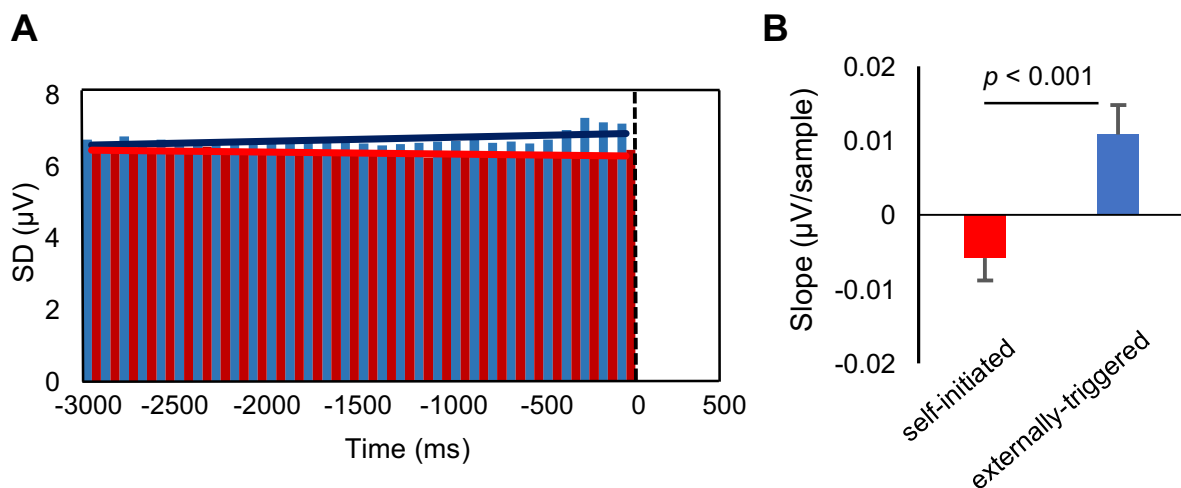 A
8
6
4
2
0
SD (µV)
-3000 -2500 -2000 -1500 -1000 -500 0 500
Time (ms)
B
0.02
0.01
0
-0.01
-0.02
Slope (µV/sample)
p < 0.001
self-initiated
externally-triggered